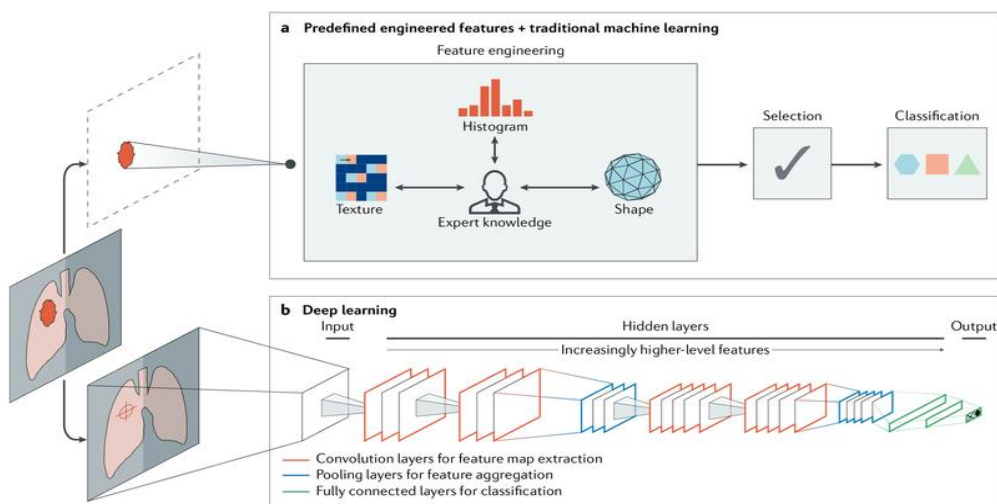 a Predefined engineered features + traditional machine learning
Feature engineering
Histogram
Texture
Expert knowledge
Shape
Selection
Classification
b Deep learning
Input
Hidden layers
Output
Increasingly higher-level features
Convolution layers for feature map extraction
Pooling layers for feature aggregation
Fully connected layers for classification